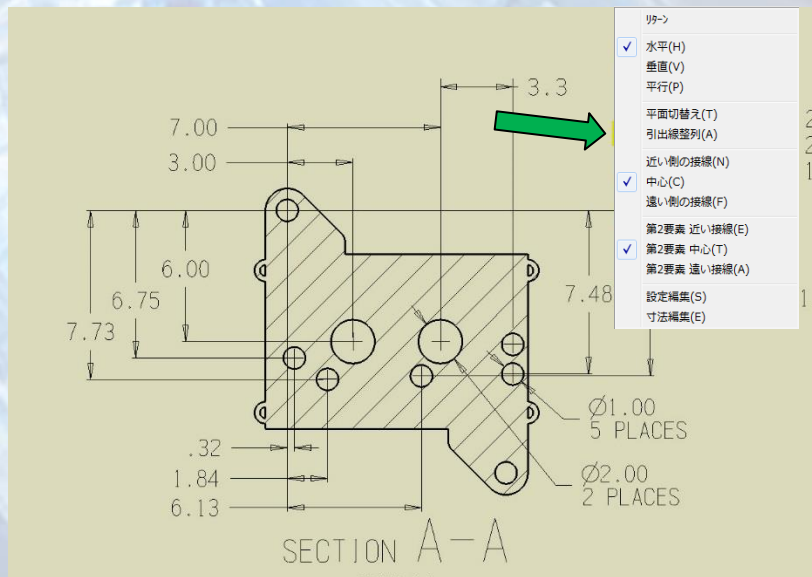 リターン
水平(H)
垂直(V)
平行(P)
平面切替え(T)
引出線整列(A)
近い側の接線(N)
中心(C)
遠い側の接線(F)
第2要素 近い接線(E)
第2要素 中心(T)
第2要素 遠い接線(A)
設定編集(S)
寸法編集(E)
3.3
7.00
3.00
6.00
6.75
7.73
7.48
Ø1.00
5 PLACES
.32
1.84
6.13
Ø2.00
2 PLACES
SECTION A-A